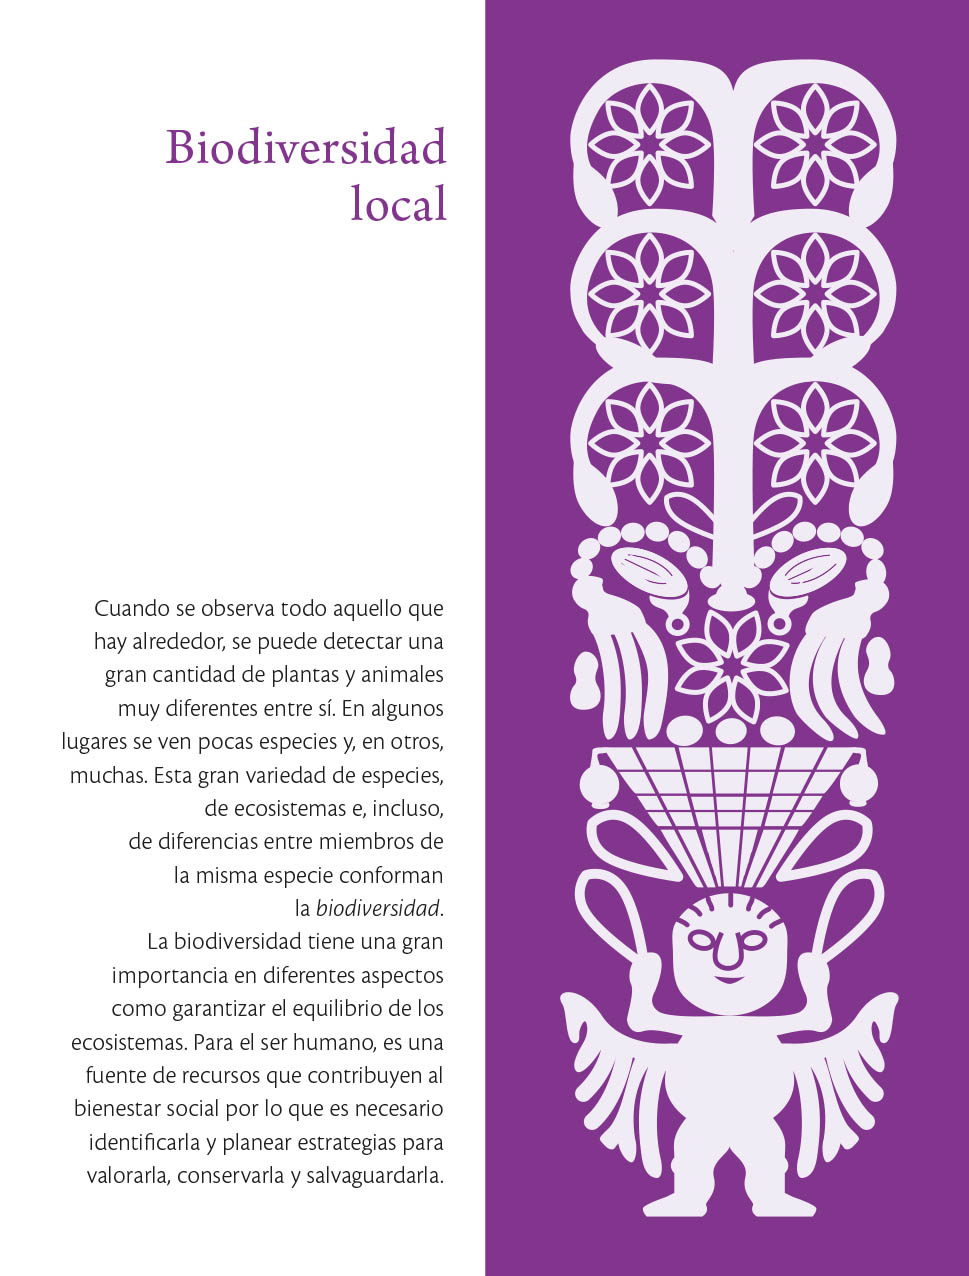 Biodiversidad
local
Cuando se observa todo aquello que
hay alrededor, se puede detectar una
gran cantidad de plantas y animales
muy diferentes entre sí. En algunos
lugares se ven pocas especies y, en otros,
muchas. Esta gran variedad de especies,
de ecosistemas e, incluso,
de diferencias entre miembros de
la misma especie conforman
la biodiversidad.
La biodiversidad tiene una gran
importancia en diferentes aspectos
como garantizar el equilibrio de los
ecosistemas. Para el ser humano, es una
fuente de recursos que contribuyen al
bienestar social por lo que es necesario
identificarla y planear estrategias para
valorarla, conservarla y salvaguardarla.